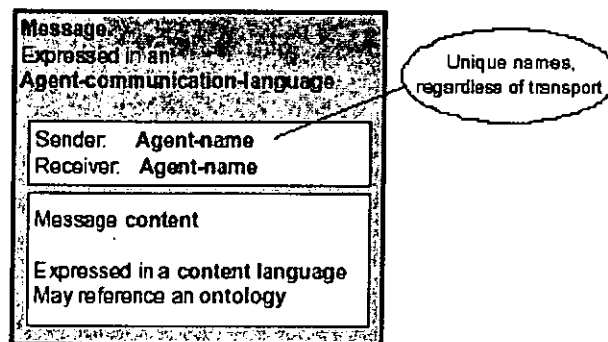 Message.
Expressed in an
Agent-communication-language
Unique names,
regardless of transport
Sender: Agent-name
Receiver: Agent-name
Message content
Expressed in a content language
May reference an ontology